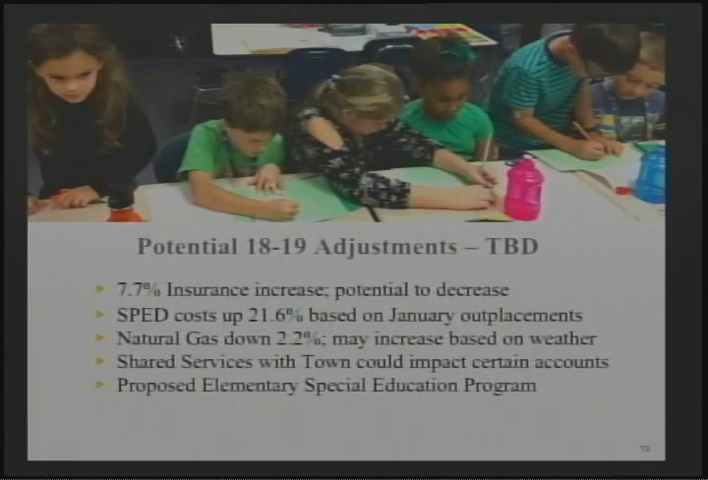 Potential 18-19 Adjustments – TBD
7.7% Insurance increase; potential to decrease
SPED costs up 21.6% based on January outplacements
Natural Gas down 2.2%; may increase based on weather
Shared Services with Town could impact certain accounts
Proposed Elementary Special Education Program